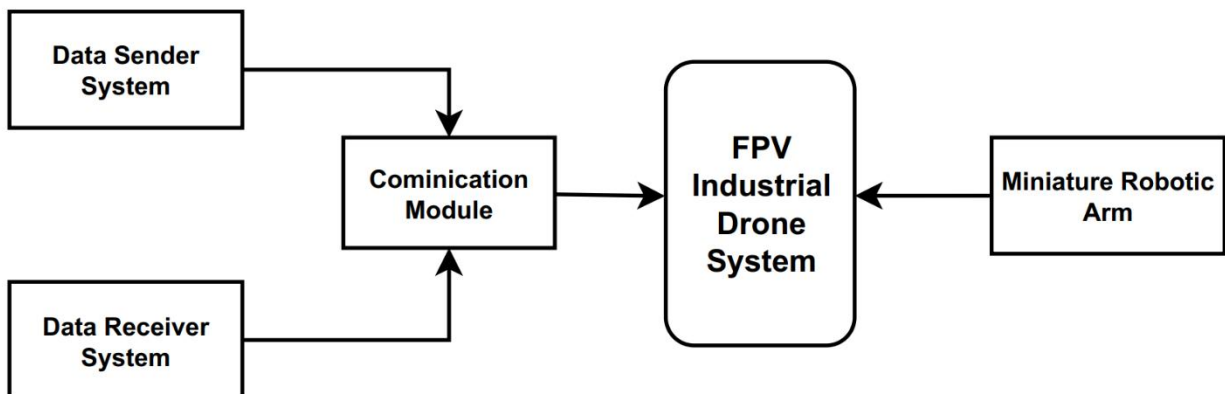 Data Sender
System
Cominication
Module
FPV
Industrial
Drone
System
Miniature Robotic
Arm
Data Receiver
System